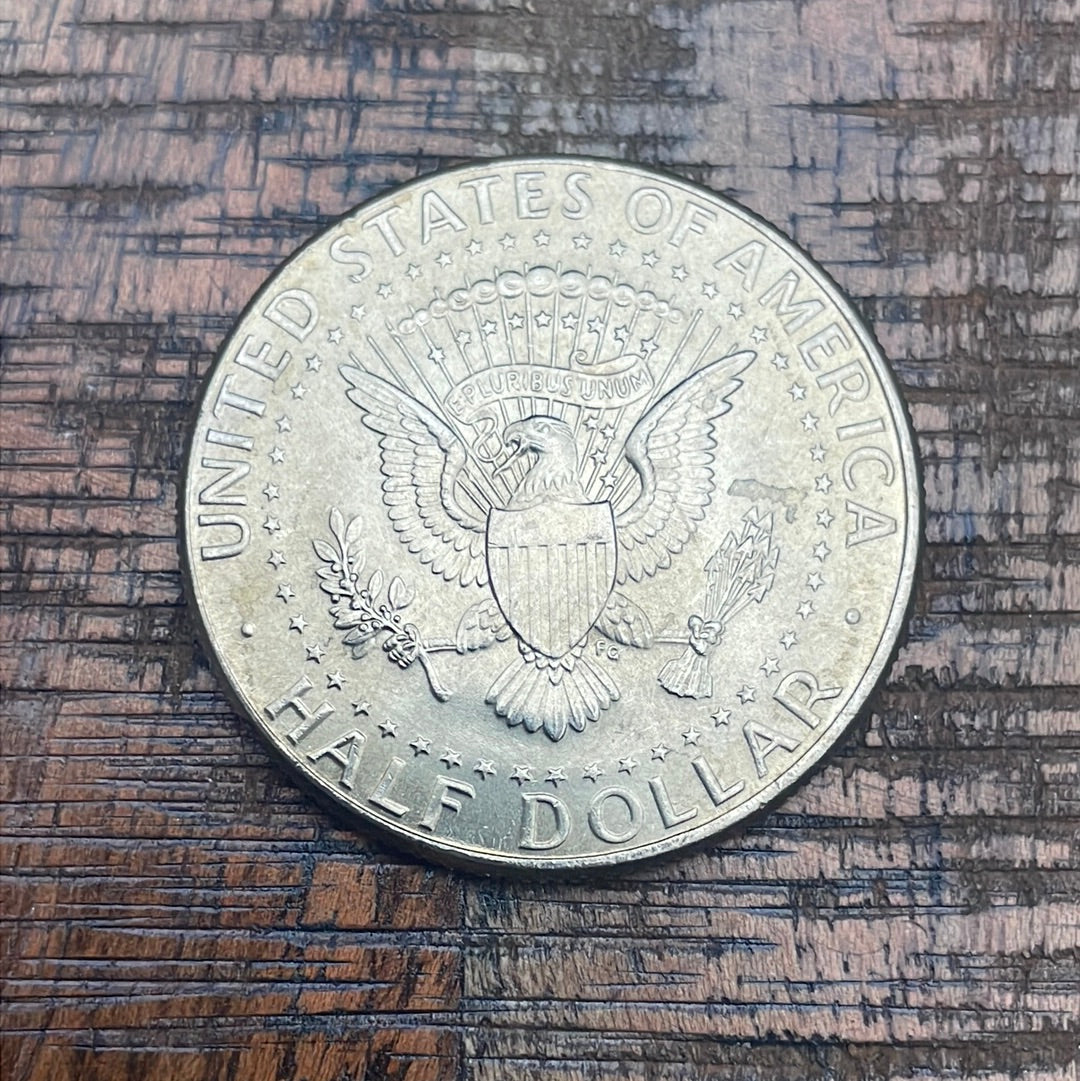 UNITED STATES OF AMERICA
E PLURIBUS UNUM
FG
HALF DOLLAR